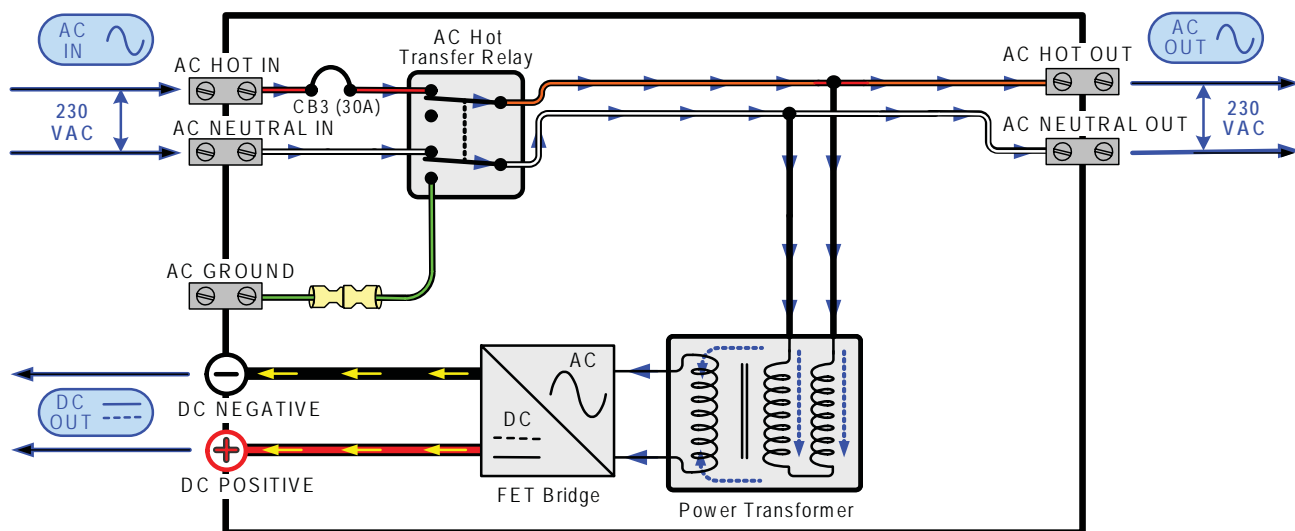 AC
IN
AC HOT IN
230
VAC
AC NEUTRAL IN
CB3 (30A)
AC Hot
Transfer Relay
AC HOT OUT
AC
OUT
230
VAC
AC NEUTRAL OUT
AC GROUND
DC NEGATIVE
DC
OUT
DC POSITIVE
AC
DC
FET Bridge
Power Transformer